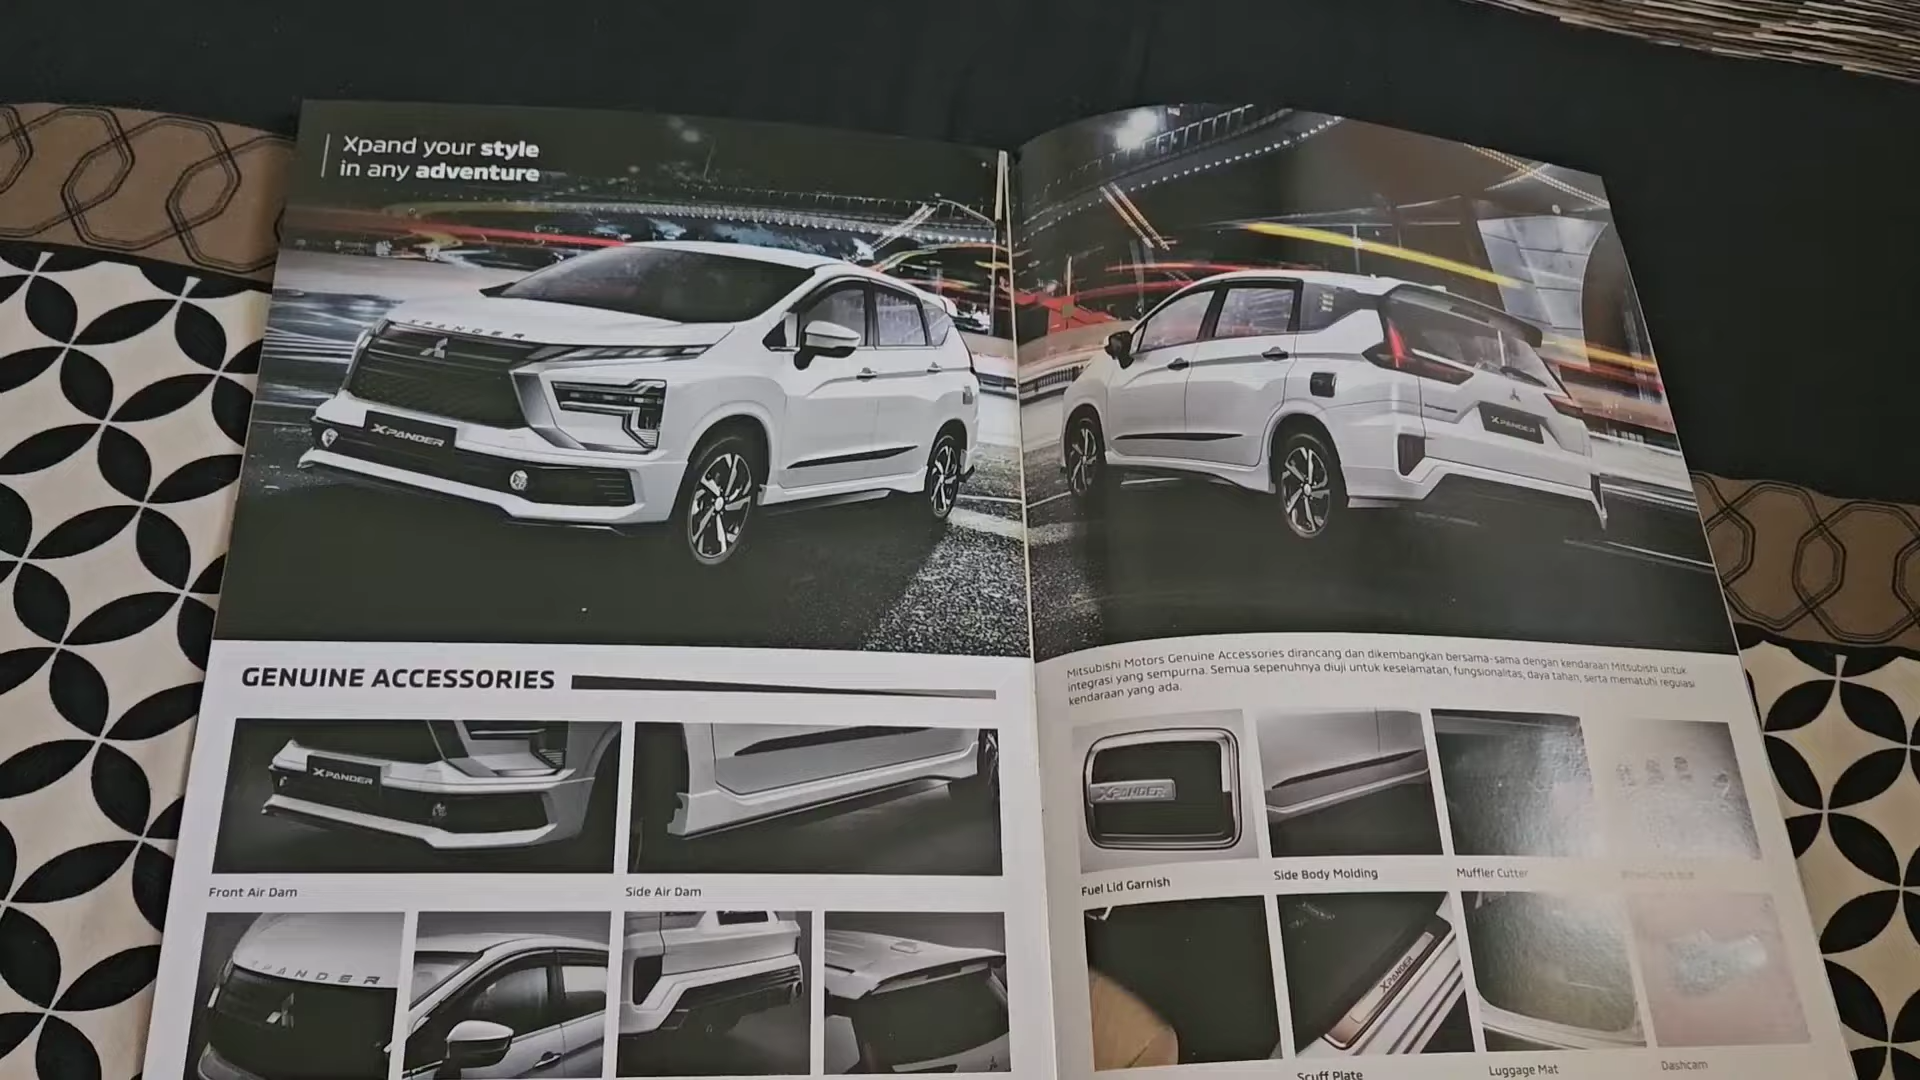 Xpand your style
in any adventure
XPANDER
XPANDER
GENUINE ACCESSORIES
Mitsubishi Motors Genuine Accessories dirancang dan dikembangkan bersama-sama dengan kendaraan Mitsubishi untuk
integrasi yang sempurna. Semua sepenuhnya diuji untuk keselamatan, fungsionalitas, daya tahan, serta mematuhi regulasi
kendaraan yang ada.
XPANDER
Front Air Dam
Side Air Dam
XPANDER
Fuel Lid Garnish
Side Body Molding
Muffler Cutter
XPANDER
XPANDER
Scuff Plate
Luggage Mat
Dashcam